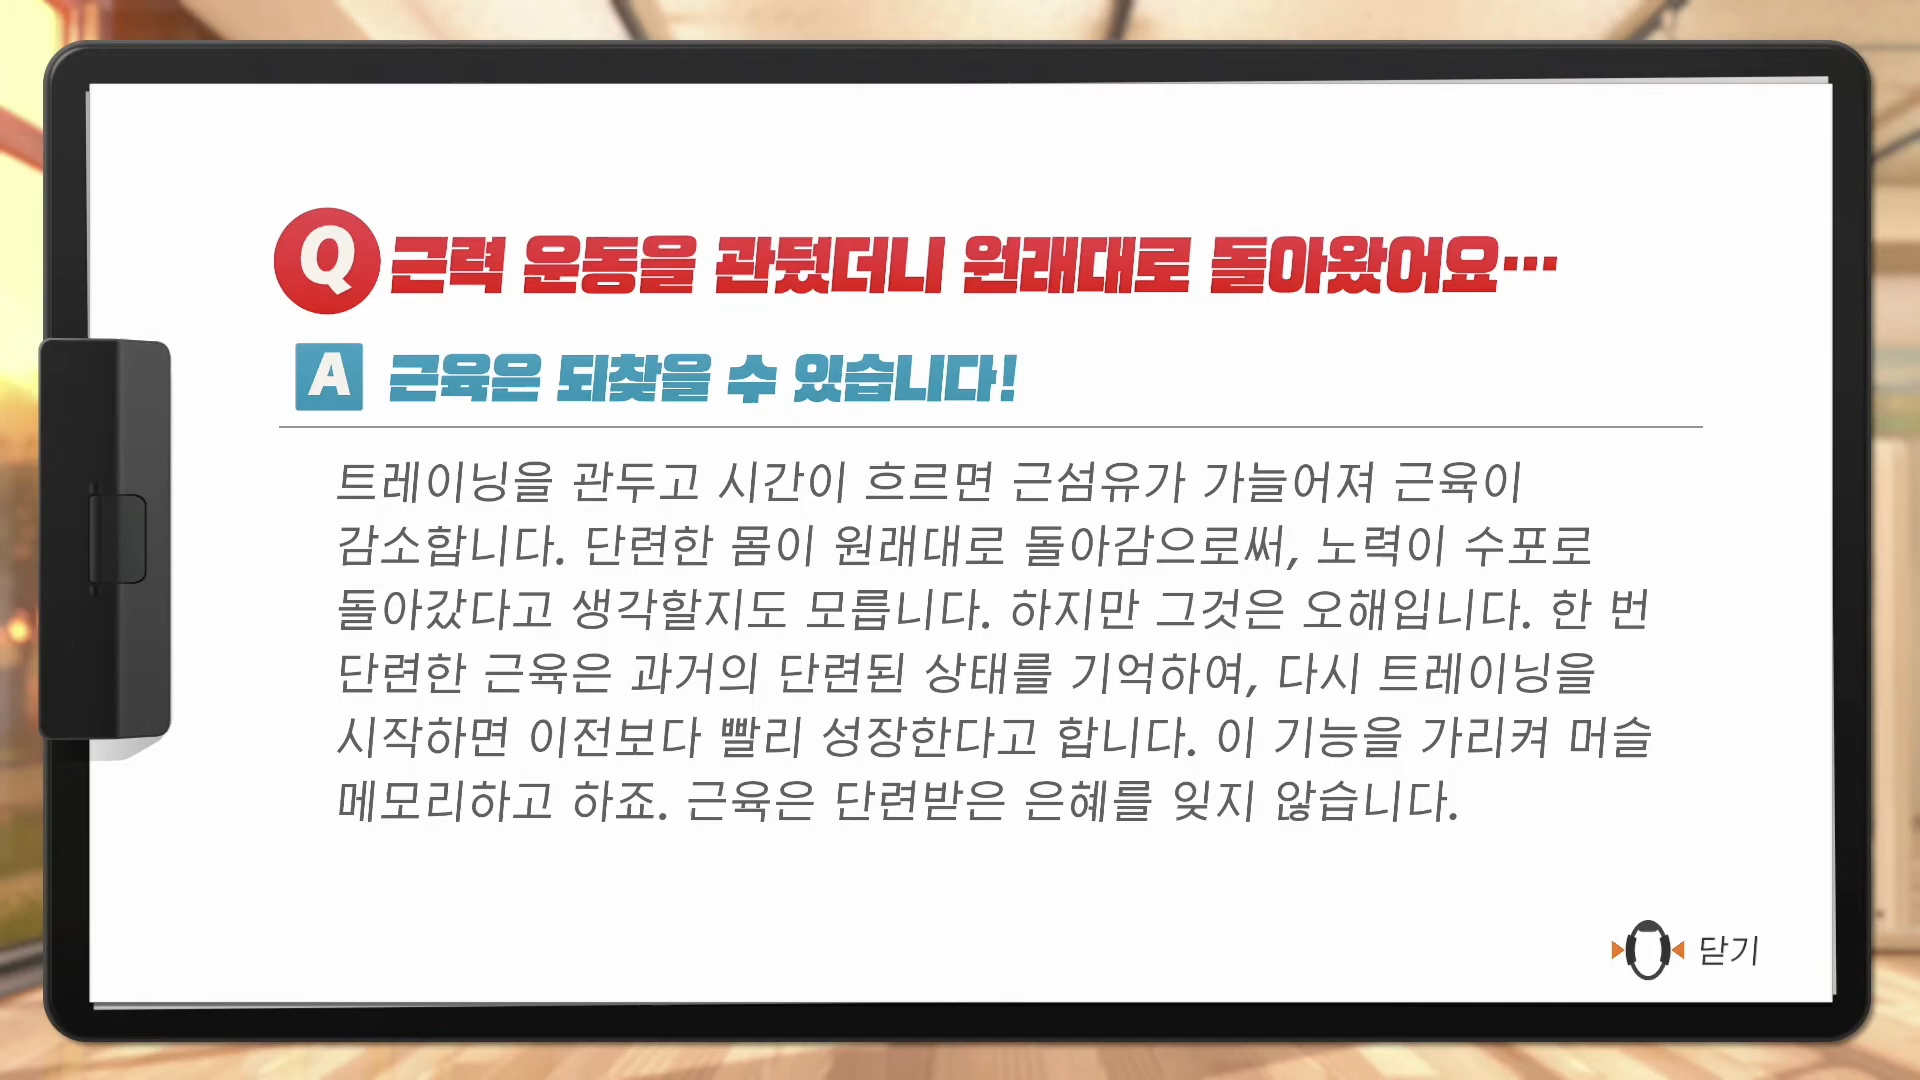 Q 근력 운동을 관뒀더니 원래대로 돌아왔어요…
A 근육은 되찾을 수 있습니다!
트레이닝을 관두고 시간이 흐르면 근섬유가 가늘어져 근육이
감소합니다. 단련한 몸이 원래대로 돌아감으로써, 노력이 수포로
돌아갔다고 생각할지도 모릅니다. 하지만 그것은 오해입니다. 한 번
단련한 근육은 과거의 단련된 상태를 기억하여, 다시 트레이닝을
시작하면 이전보다 빨리 성장한다고 합니다. 이 기능을 가리켜 머슬
메모리하고 하죠. 근육은 단련받은 은혜를 잊지 않습니다.
닫기